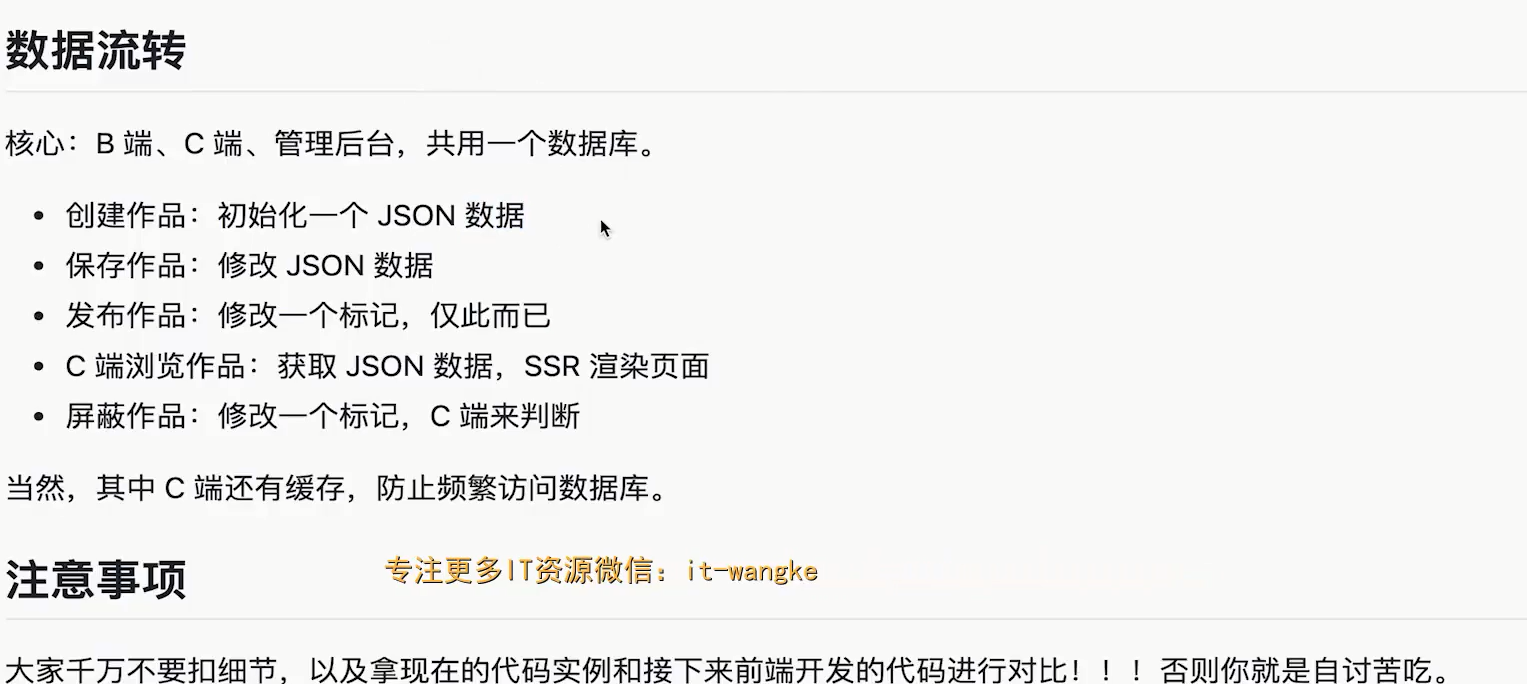 数据流转
核心：B 端、C 端、管理后台，共用一个数据库。
创建作品：初始化一个 JSON 数据
保存作品：修改 JSON 数据
发布作品：修改一个标记，仅此而已
C 端浏览作品：获取 JSON 数据，SSR 渲染页面
屏蔽作品：修改一个标记，C 端来判断
当然，其中 C 端还有缓存，防止频繁访问数据库。
注意事项
专注更多IT资源微信：it-wangke
大家千万不要扣细节，以及拿现在的代码实例和接下来前端开发的代码进行对比！！！否则你就是自讨苦吃。